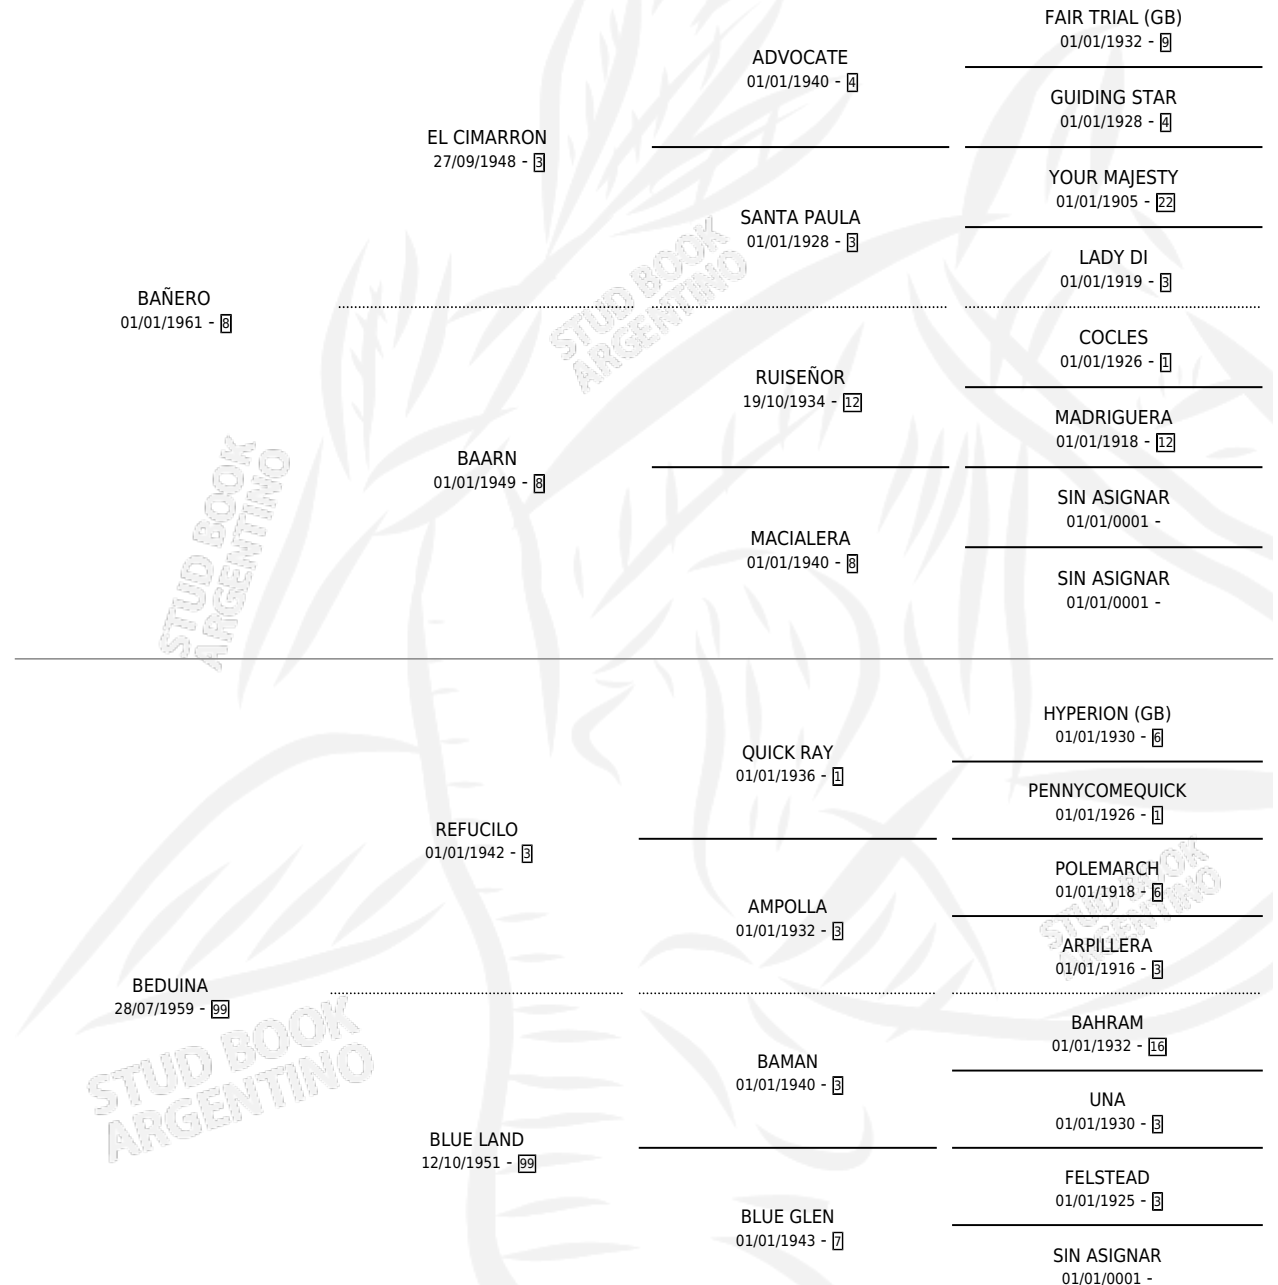 FAIR TRIAL (GB)
01/01/1932 - 9
ADVOCATE
01/01/1940 - 4
GUIDING STAR
01/01/1928 - 4
EL CIMARRON
27/09/1948 - 3
YOUR MAJESTY
01/01/1905 - 22
SANTA PAULA
01/01/1928 - 3
LADY DI
01/01/1919 - 3
BAÑERO
01/01/1961 - 8
COCLES
01/01/1926 - 1
RUISEÑOR
19/10/1934 - 12
MADRIGUERA
01/01/1918 - 12
BAARN
01/01/1949 - 8
SIN ASIGNAR
01/01/0001 -
MACIALERA
01/01/1940 - 8
SIN ASIGNAR
01/01/0001 -
STUD BOOK
ARGENTINO
STUD BOOK
ARGENTINO
HYPERION (GB)
01/01/1930 - 6
QUICK RAY
01/01/1936 - 1
PENNYCOMEQUICK
01/01/1926 - 1
REFUCILO
01/01/1942 - 3
POLEMARCH
01/01/1918 - 6
AMPOLLA
01/01/1932 - 3
ARPILLERA
01/01/1916 - 3
STUD BOOK
ARGENTINO
BEDUINA
28/07/1959 - 99
BAHRAM
01/01/1932 - 16
BAMAN
01/01/1940 - 3
UNA
01/01/1930 - 3
STUD BOOK
ARGENTINO
BLUE LAND
12/10/1951 - 99
FELSTEAD
01/01/1925 - 3
BLUE GLEN
01/01/1943 - 7
SIN ASIGNAR
01/01/0001 -